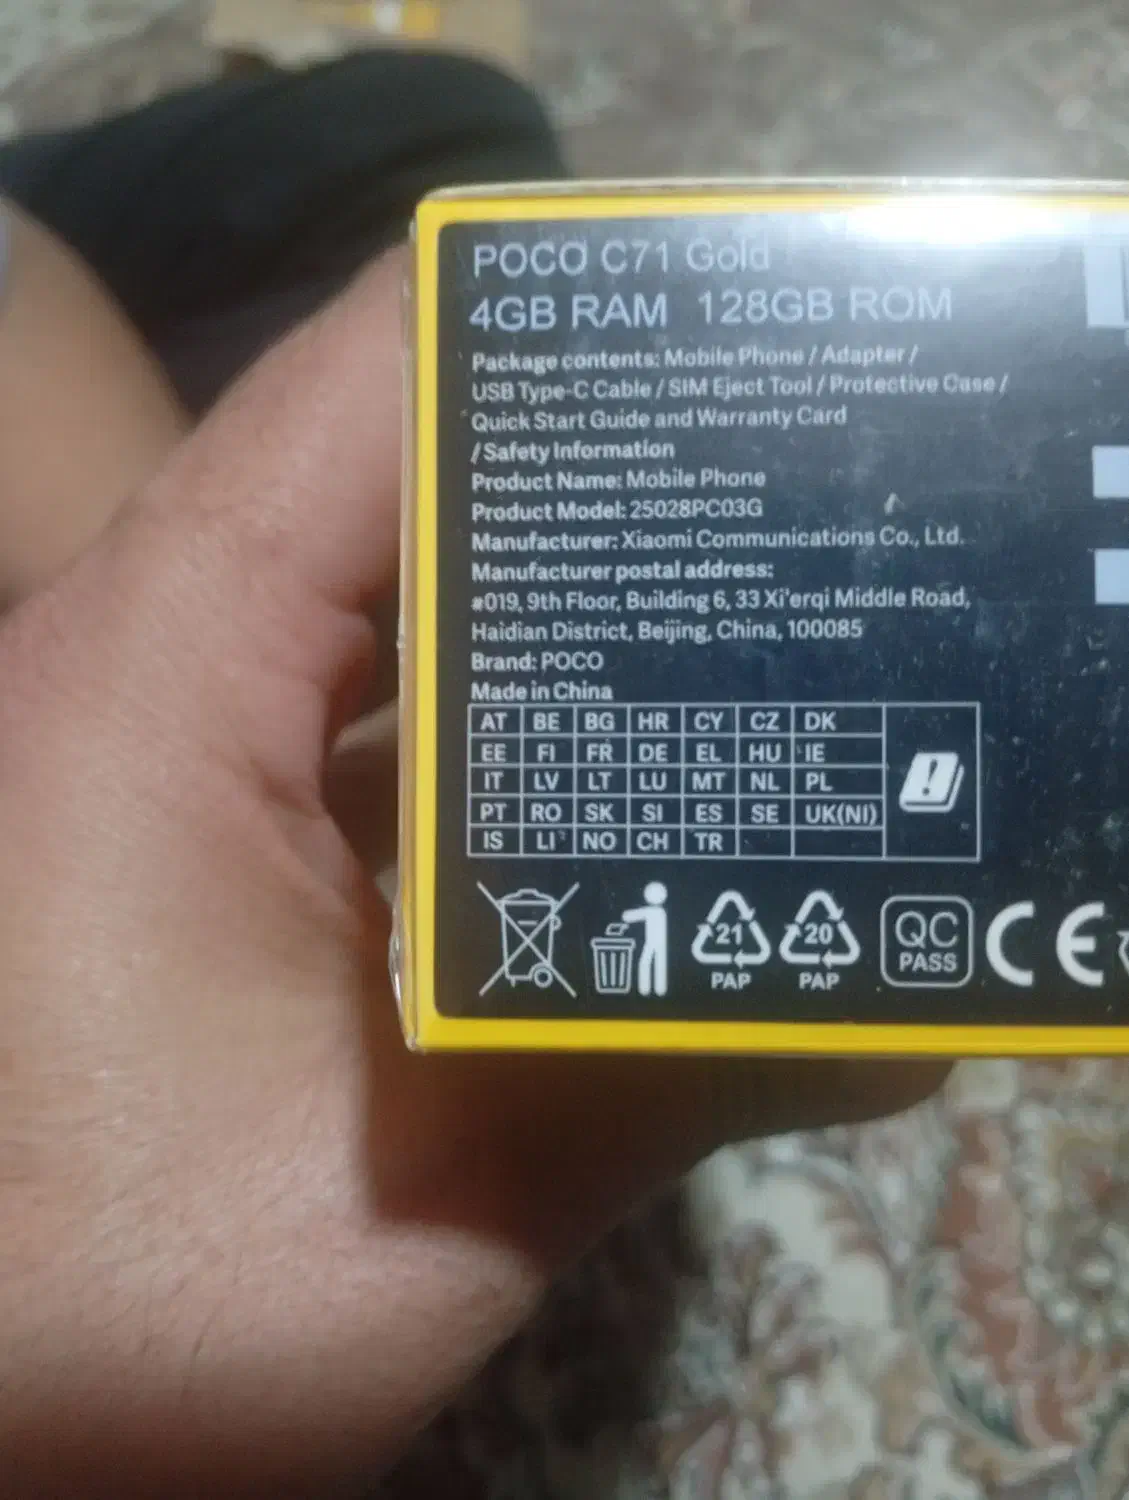 POCO C71 Gold
4GB RAM 128GB ROM
Package contents: Mobile Phone / Adapter /
USB Type-C Cable / SIM Eject Tool / Protective Case /
Quick Start Guide and Warranty Card
/ Safety Information
Product Name: Mobile Phone
Product Model: 25028PC03G
Manufacturer: Xiaomi Communications Co., Ltd.
Manufacturer postal address:
#019, 9th Floor, Building 6, 33 Xi'erqi Middle Road,
Haidian District, Beijing, China, 100085
Brand: POCO
Made in China
AT BE BG HR CY CZ DK
EE FI FR DE EL HU IE
IT LV LT LU MT NL PL
PT RO SK SI ES SE UK(NI)
IS LI NO CH TR
21 20 QC CE
PAP PAP PASS